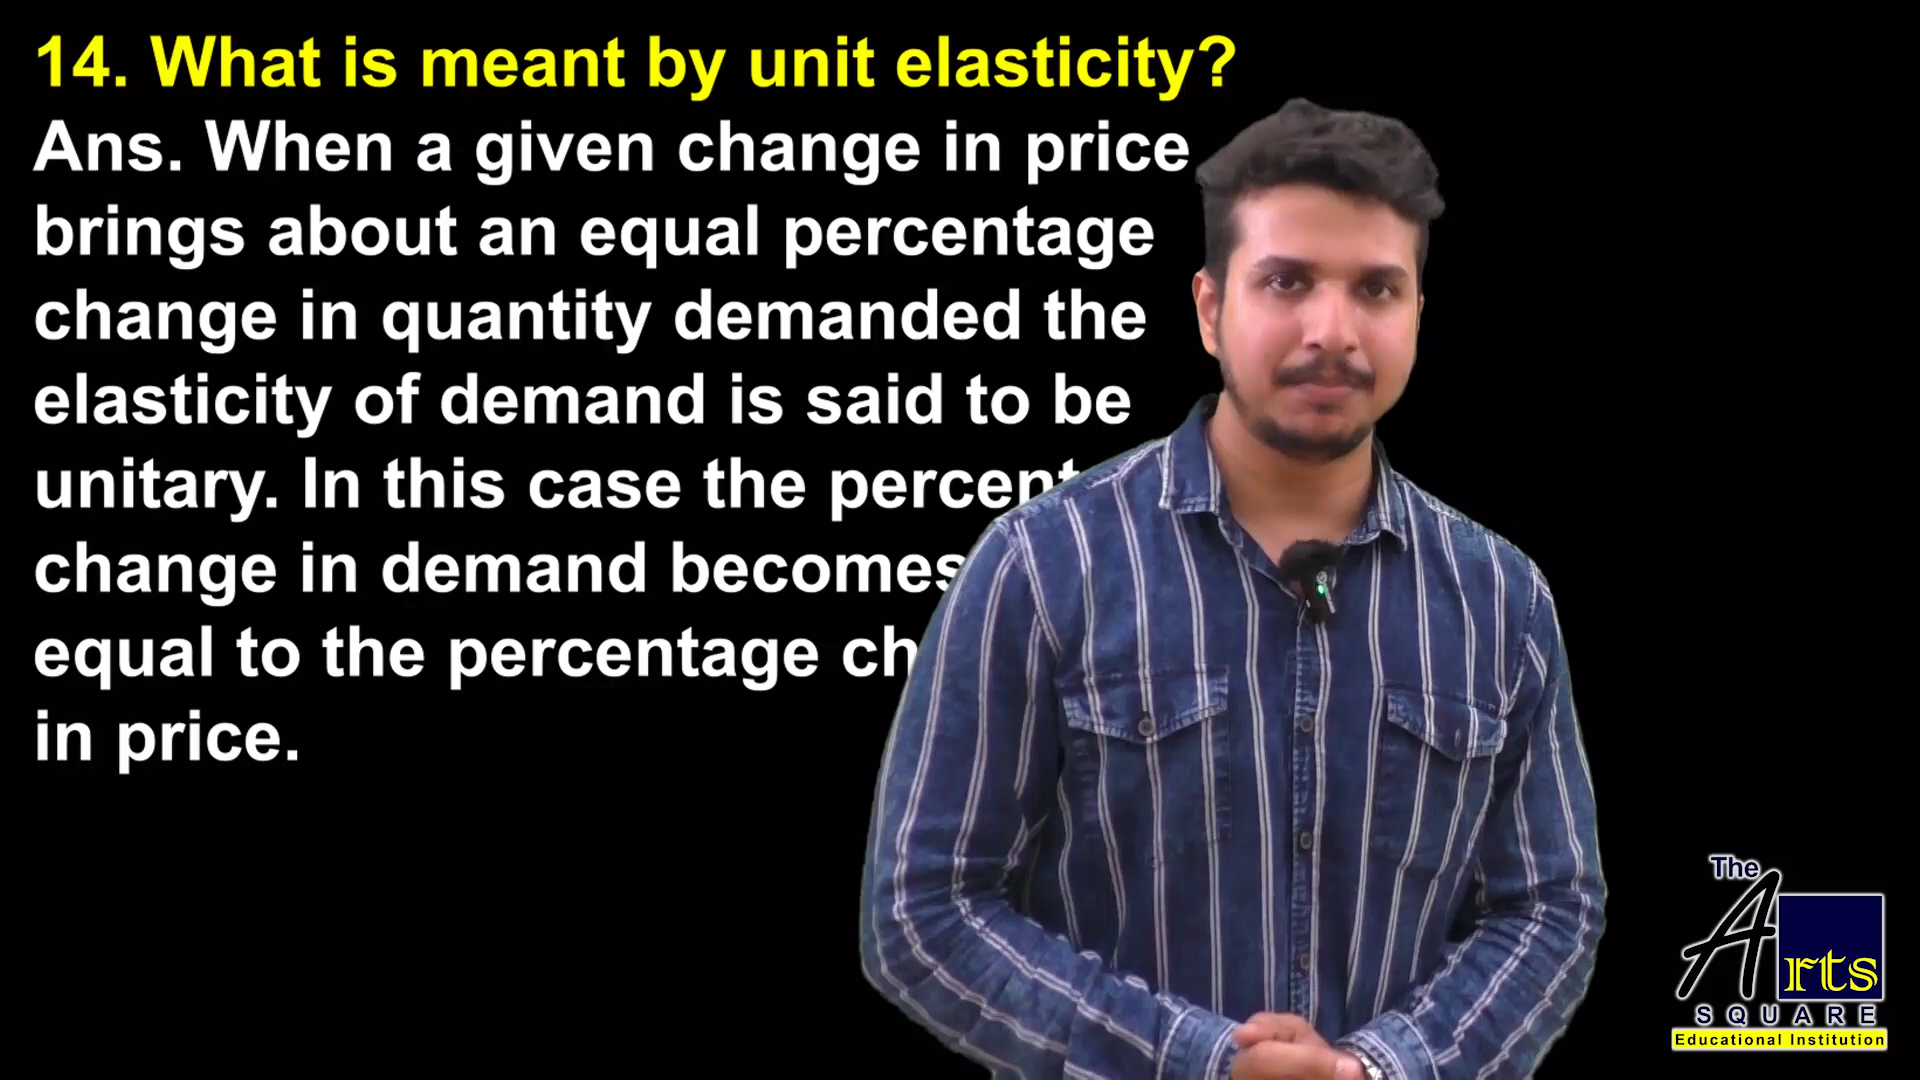 14. What is meant by unit elasticity?
Ans. When a given change in price
brings about an equal percentage
change in quantity demanded the
elasticity of demand is said to be
unitary. In this case the
change in demand becomes
equal to the percentage
in price.
The
Arts
SQUARE
Educational Institution